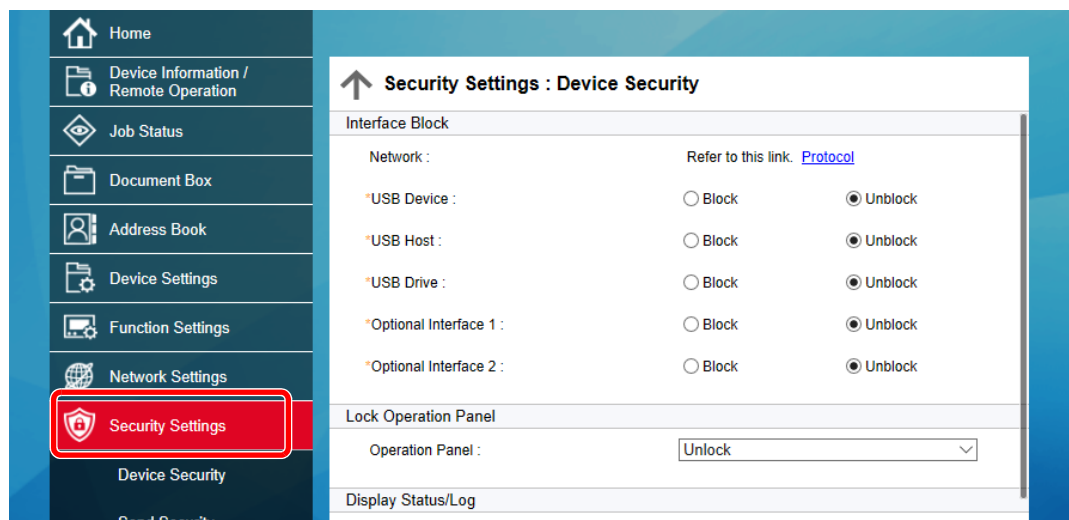 Home
Device Information /
Remote Operation
Job Status
Document Box
Address Book
Device Settings
Function Settings
Network Settings
Security Settings
Device Security
Security Settings : Device Security
Interface Block
Network : Refer to this link. Protocol
*USB Device : Block Unblock
*USB Host : Block Unblock
*USB Drive : Block Unblock
*Optional Interface 1 : Block Unblock
*Optional Interface 2 : Block Unblock
Lock Operation Panel
Operation Panel : Unlock
Display Status/Log